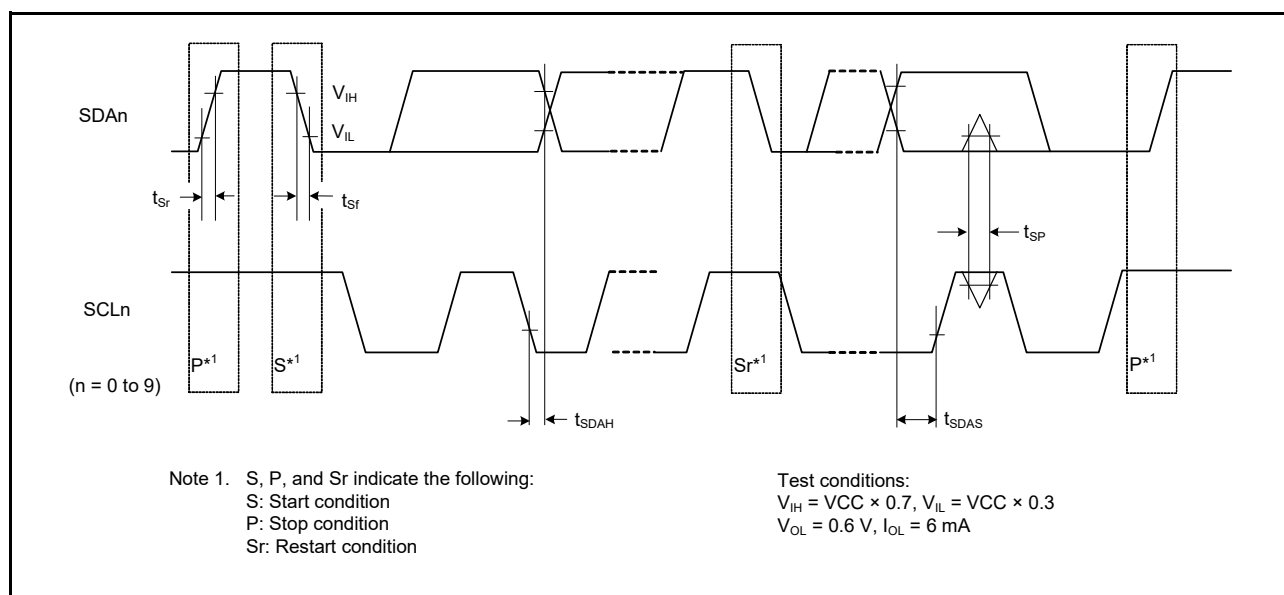 SDAn
V_IH
V_IL
t_Sr
t_Sf
t_SP
SCLn
P*¹
S*¹
Sr*¹
P*¹
(n = 0 to 9)
t_SDAH
t_SDAS
Note 1. S, P, and Sr indicate the following:
S: Start condition
P: Stop condition
Sr: Restart condition
Test conditions:
V_IH = VCC × 0.7, V_IL = VCC × 0.3
V_OL = 0.6 V, I_OL = 6 mA